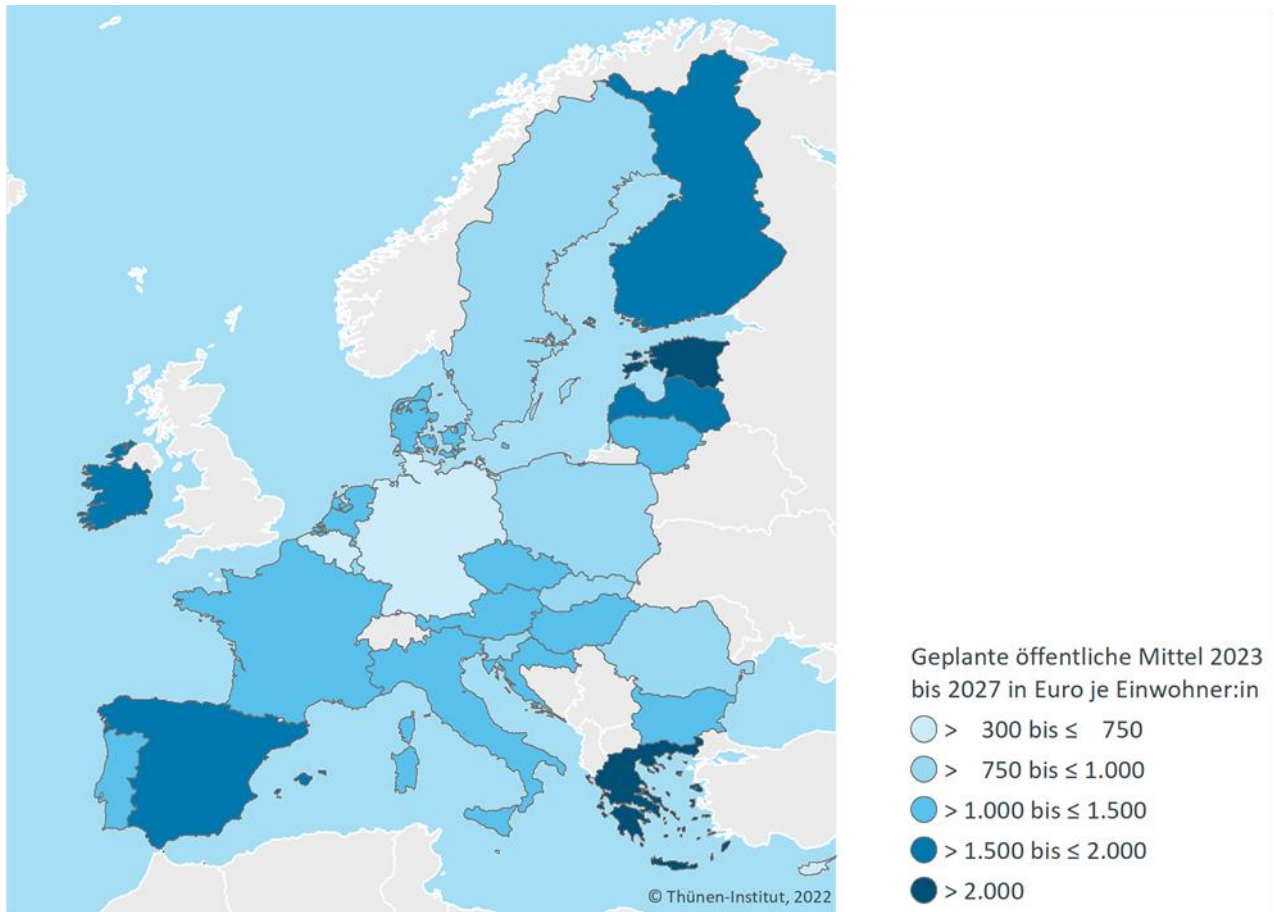 Geplante öffentliche Mittel 2023
bis 2027 in Euro je Einwohner:in
> 300 bis ≤ 750
> 750 bis ≤ 1.000
> 1.000 bis ≤ 1.500
> 1.500 bis ≤ 2.000
> 2.000
© Thünen-Institut, 2022